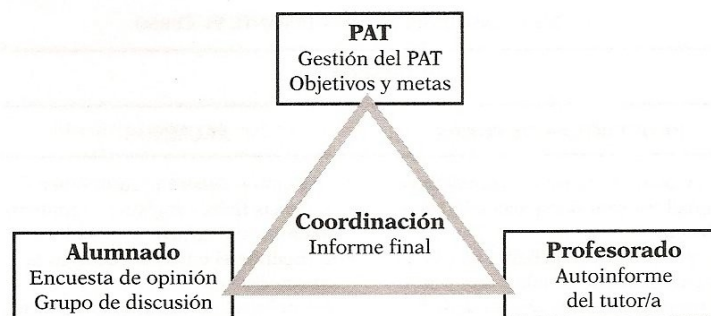 PAT
Gestión del PAT
Objetivos y metas
Coordinación
Informe final
Alumnado
Encuesta de opinión
Grupo de discusión
Profesorado
Autoinforme
del tutor/a